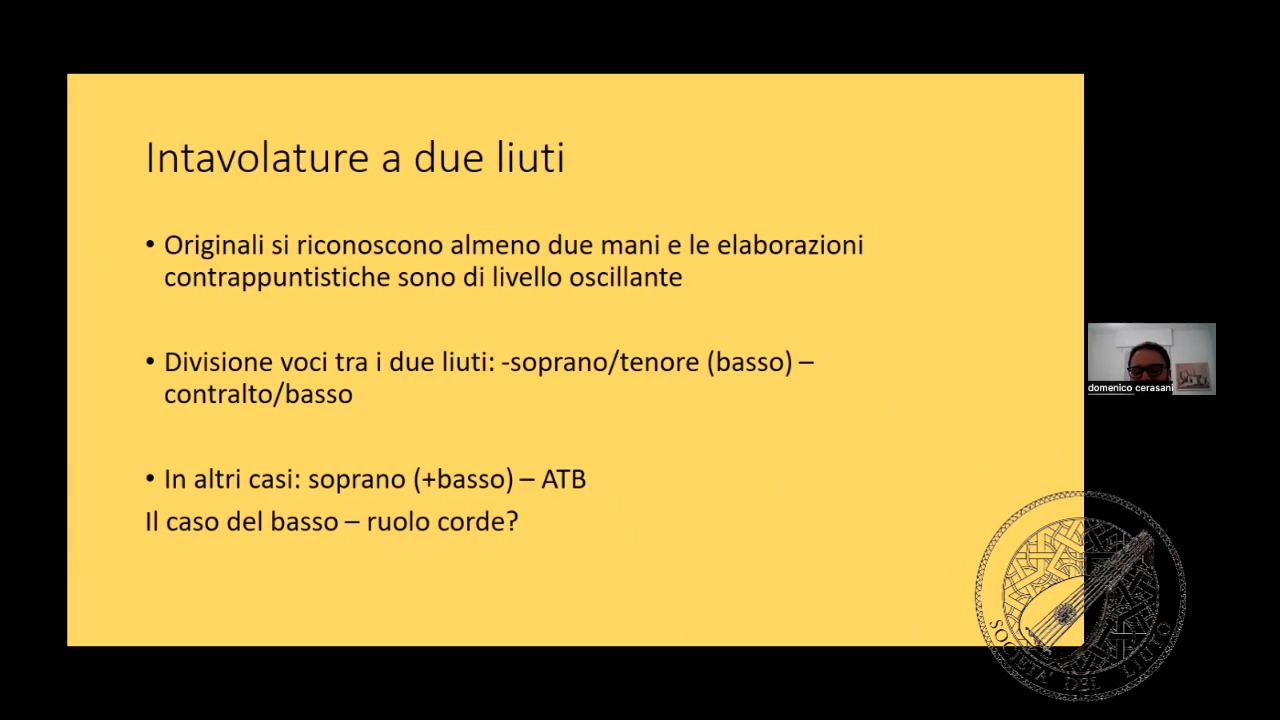 Intavolature a due liuti
• Originali si riconoscono almeno due mani e le elaborazioni
contrappuntistiche sono di livello oscillante
• Divisione voci tra i due liuti: -soprano/tenore (basso) –
contralto/basso
• In altri casi: soprano (+basso) – ATB
Il caso del basso – ruolo corde?
domenico cerasani
SOCIETA' DEL LIUTO